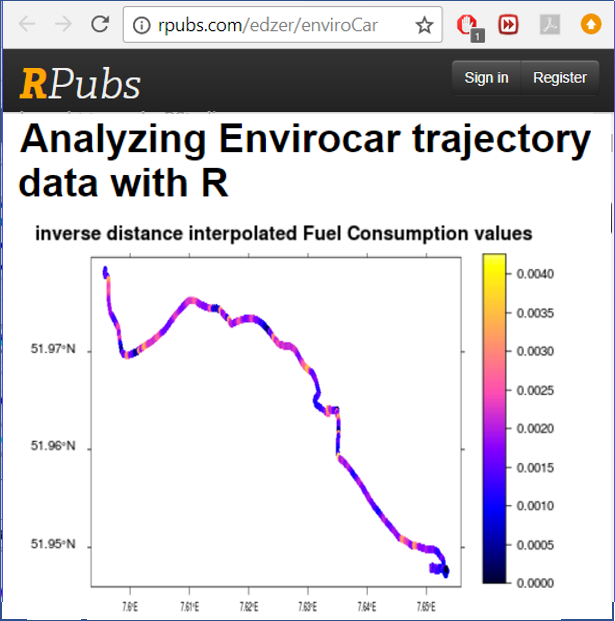 rpubs.com/edzer/enviroCar
1
RPubs
Sign in
Register
Analyzing Envirocar trajectory
data with R
inverse distance interpolated Fuel Consumption values
51.97°N
51.96°N
51.95°N
7.6°E
7.61°E
7.62°E
7.63°E
7.64°E
7.65°E
0.0040
0.0035
0.0030
0.0025
0.0020
0.0015
0.0010
0.0005
0.0000